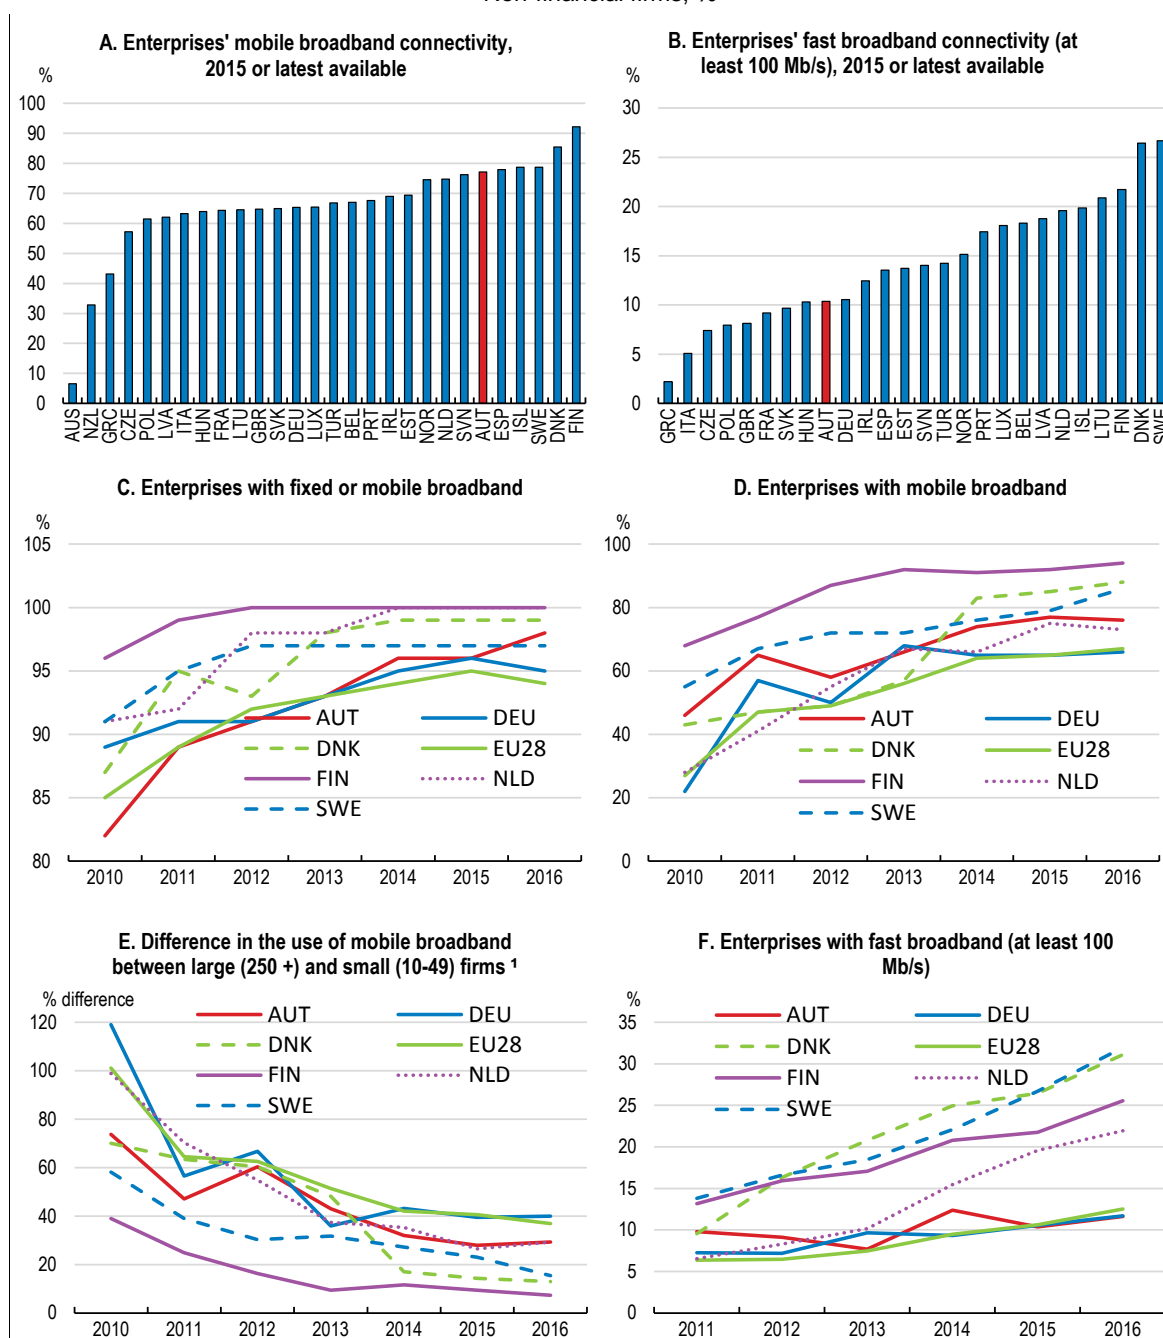 Non-financial firms, %
A. Enterprises' mobile broadband connectivity,
2015 or latest available
%
100
90
80
70
60
50
40
30
20
10
0
AUS NZL GRC CZE POL LVA ITA HUN FRA LTU GBR SVK DEU LUX TUR BEL PRT IRL EST NOR NLD SVN AUT ESP ISL SWE DNK FIN
B. Enterprises' fast broadband connectivity (at
least 100 Mb/s), 2015 or latest available
%
30
25
20
15
10
5
0
GRC ITA CZE POL GBR FRA SVK HUN AUT DEU IRL ESP EST SVN TUR NOR PRT LUX BEL LVA NLD ISL LTU FIN DNK SWE
C. Enterprises with fixed or mobile broadband
%
105
100
95
90
85
80
AUT DEU
DNK EU28
FIN NLD
SWE
2010 2011 2012 2013 2014 2015 2016
D. Enterprises with mobile broadband
%
100
80
60
40
20
0
AUT DEU
DNK EU28
FIN NLD
SWE
2010 2011 2012 2013 2014 2015 2016
E. Difference in the use of mobile broadband
between large (250 +) and small (10-49) firms ¹
% difference
120
100
80
60
40
20
0
AUT DEU
DNK EU28
FIN NLD
SWE
2010 2011 2012 2013 2014 2015 2016
F. Enterprises with fast broadband (at least 100
Mb/s)
%
35
30
25
20
15
10
5
0
AUT DEU
DNK EU28
FIN NLD
SWE
2011 2012 2013 2014 2015 2016